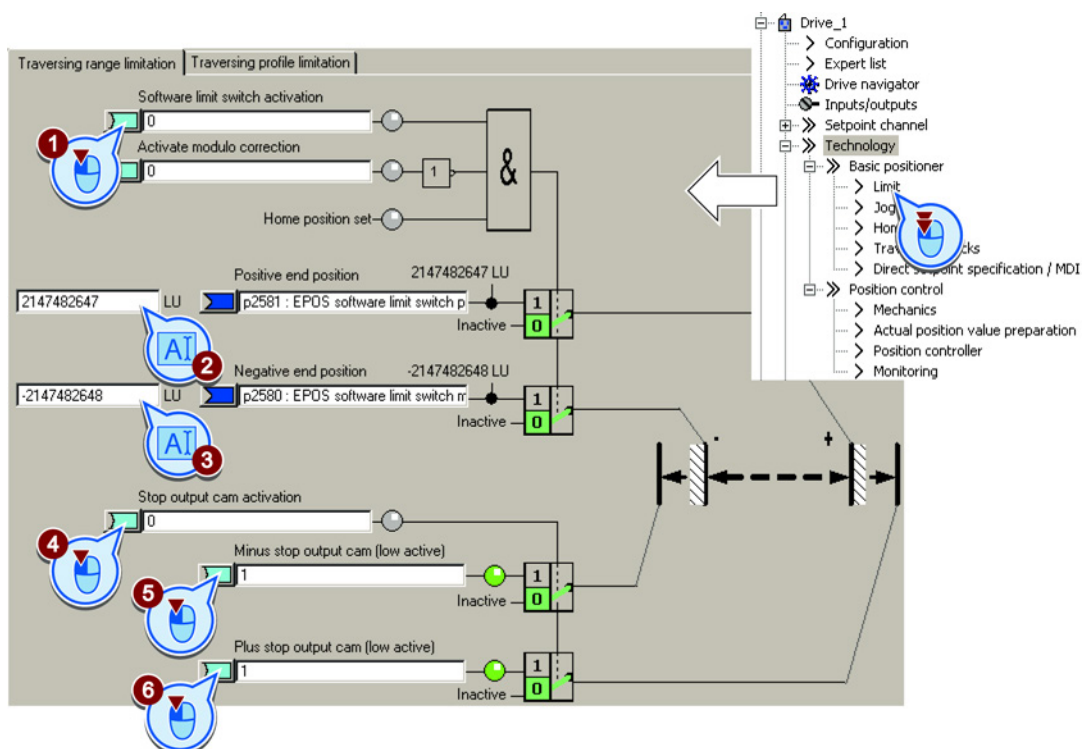 Traversing range limitation
Traversing profile limitation
Software limit switch activation
0
1
Activate modulo correction
0
1
&
Home position set
Positive end position
2147482647 LU
2147482647 LU
p2581 : EPOS software limit switch p
1
Inactive
0
AI
2
Negative end position
-2147482648 LU
-2147482648 LU
p2580 : EPOS software limit switch m
1
Inactive
0
AI
3
-
+
Stop output cam activation
0
4
Minus stop output cam (low active)
1
1
Inactive
0
5
Plus stop output cam (low active)
1
1
Inactive
0
6
Drive_1
Configuration
Expert list
Drive navigator
Inputs/outputs
Setpoint channel
Technology
Basic positioner
Limit
Direct setpoint specification / MDI
Position control
Mechanics
Actual position value preparation
Position controller
Monitoring